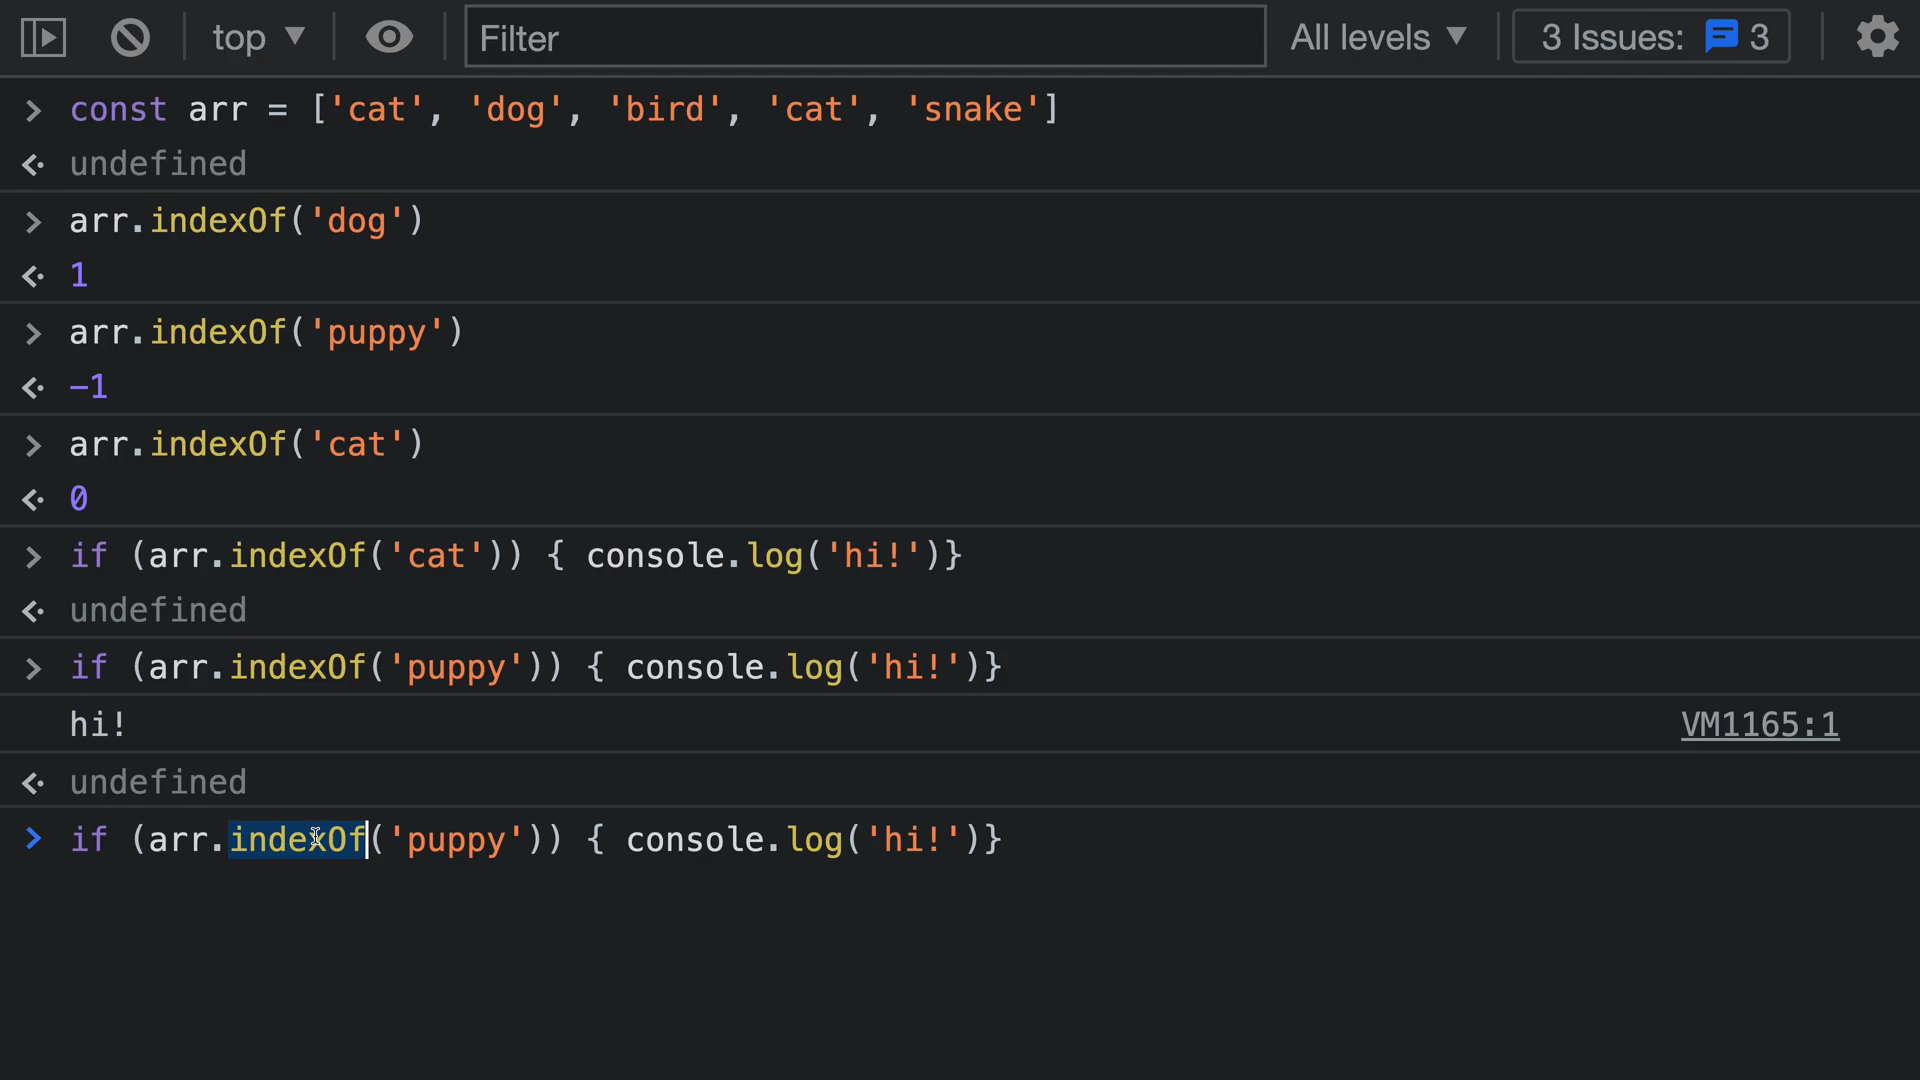 top Filter All levels 3 Issues: 3
const arr = ['cat', 'dog', 'bird', 'cat', 'snake']
undefined
arr.indexOf('dog')
1
arr.indexOf('puppy')
-1
arr.indexOf('cat')
0
if (arr.indexOf('cat')) { console.log('hi!')}
undefined
if (arr.indexOf('puppy')) { console.log('hi!')}
hi! VM1165:1
undefined
if (arr.indexOf('puppy')) { console.log('hi!')}